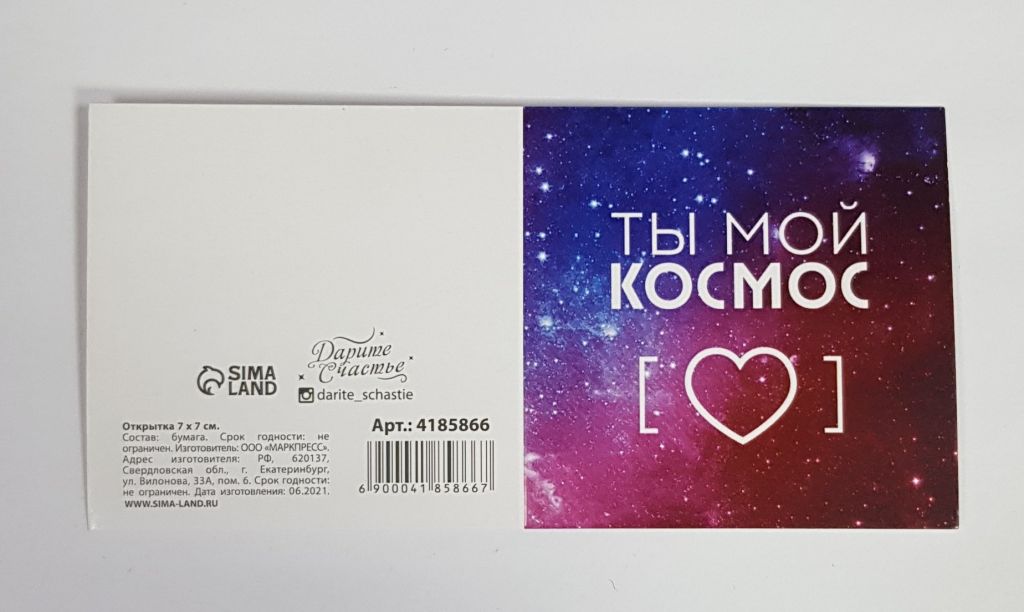 SIMA
LAND
Дарите
Счастье
darite_schastie
Открытка 7 х 7 см.
Состав: бумага. Срок годности: не
ограничен. Изготовитель: ООО «МАРКПРЕСС».
Адрес изготовителя: РФ, 620137,
Свердловская обл., г. Екатеринбург,
ул. Вилонова, 33А, пом. 6. Срок годности:
не ограничен. Дата изготовления: 06.2021.
WWW.SIMA-LAND.RU
Арт.: 4185866
6 900041 858667
ТЫ МОЙ
КОСМОС